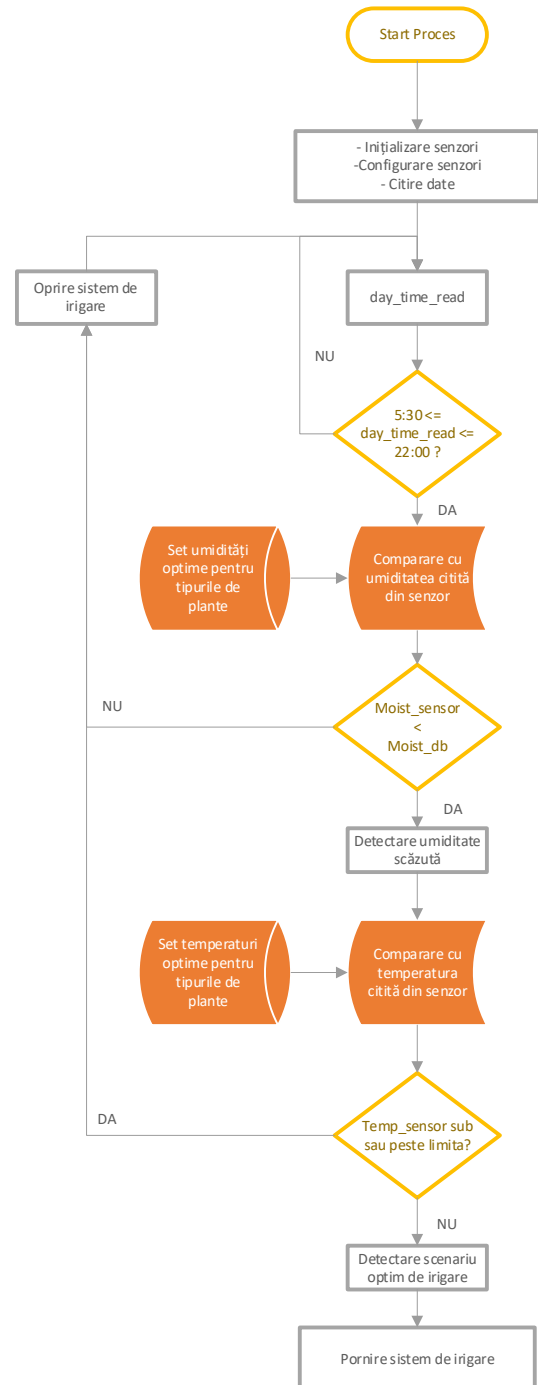 Start Proces
- Inițializare senzori
-Configurare senzori
- Citire date
Oprire sistem de
irigare
day_time_read
NU
5:30 <=
day_time_read <=
22:00 ?
DA
Set umidități
optime pentru
tipurile de
plante
Comparare cu
umiditatea citită
din senzor
NU
Moist_sensor
<
Moist_db
DA
Detectare umiditate
scăzută
Set temperaturi
optime pentru
tipurile de
plante
Comparare cu
temperatura
citită din senzor
DA
Temp_sensor sub
sau peste limita?
NU
Detectare scenariu
optim de irigare
Pornire sistem de irigare